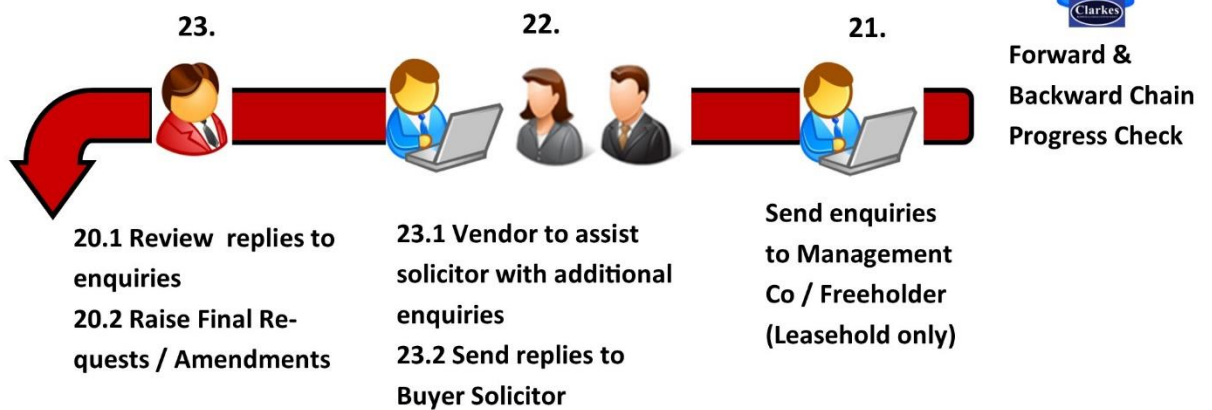 23.
22.
21.
Clarkes
Forward &
Backward Chain
Progress Check
20.1 Review replies to
enquiries
20.2 Raise Final Re-
quests / Amendments
23.1 Vendor to assist
solicitor with additional
enquiries
23.2 Send replies to
Buyer Solicitor
Send enquiries
to Management
Co / Freeholder
(Leasehold only)